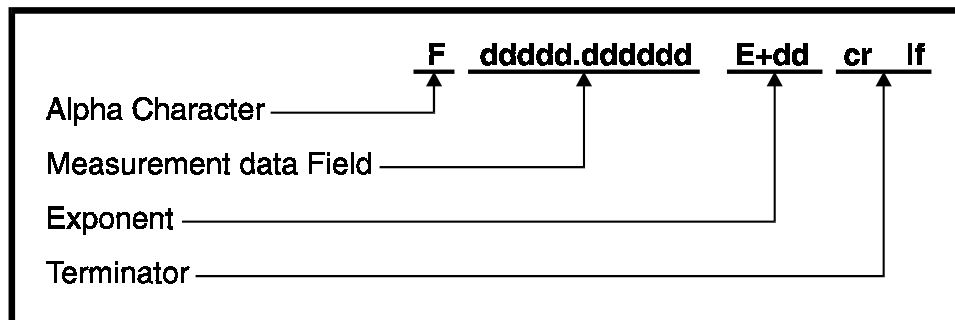 F ddddd.dddddd E+dd cr lf
Alpha Character
Measurement data Field
Exponent
Terminator